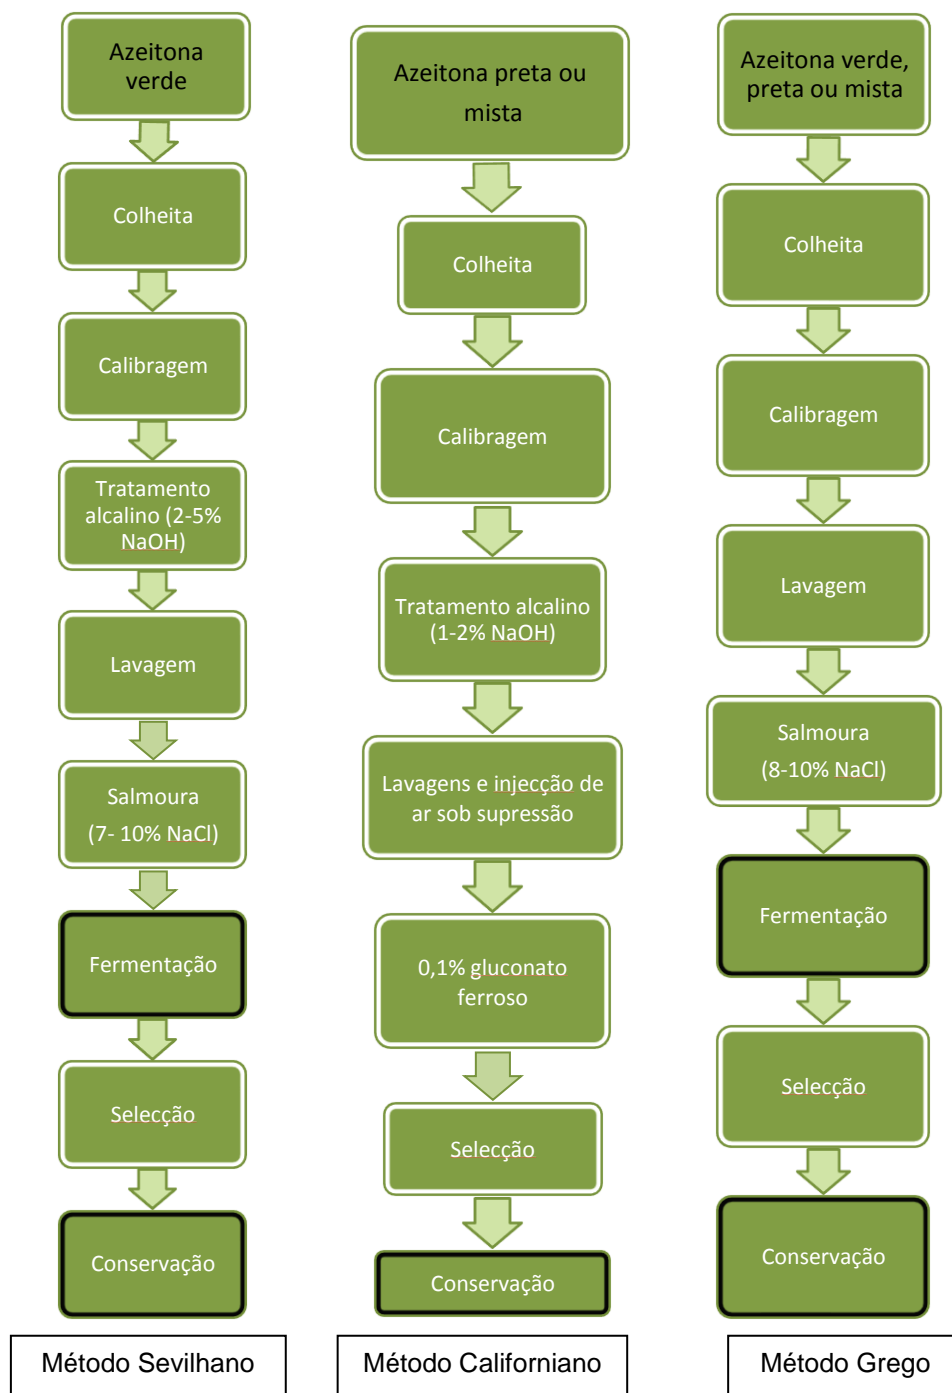 Azeitona
verde
Colheita
Calibragem
Tratamento
alcalino (2-5%
NaOH)
Lavagem
Salmoura
(7- 10% NaCl)
Fermentação
Selecção
Conservação
Método Sevilhano
Azeitona preta ou
mista
Colheita
Calibragem
Tratamento alcalino
(1-2% NaOH)
Lavagens e injecção de
ar sob supressão
0,1% gluconato
ferroso
Selecção
Conservação
Método Californiano
Azeitona verde,
preta ou mista
Colheita
Calibragem
Lavagem
Salmoura
(8-10% NaCl)
Fermentação
Selecção
Conservação
Método Grego